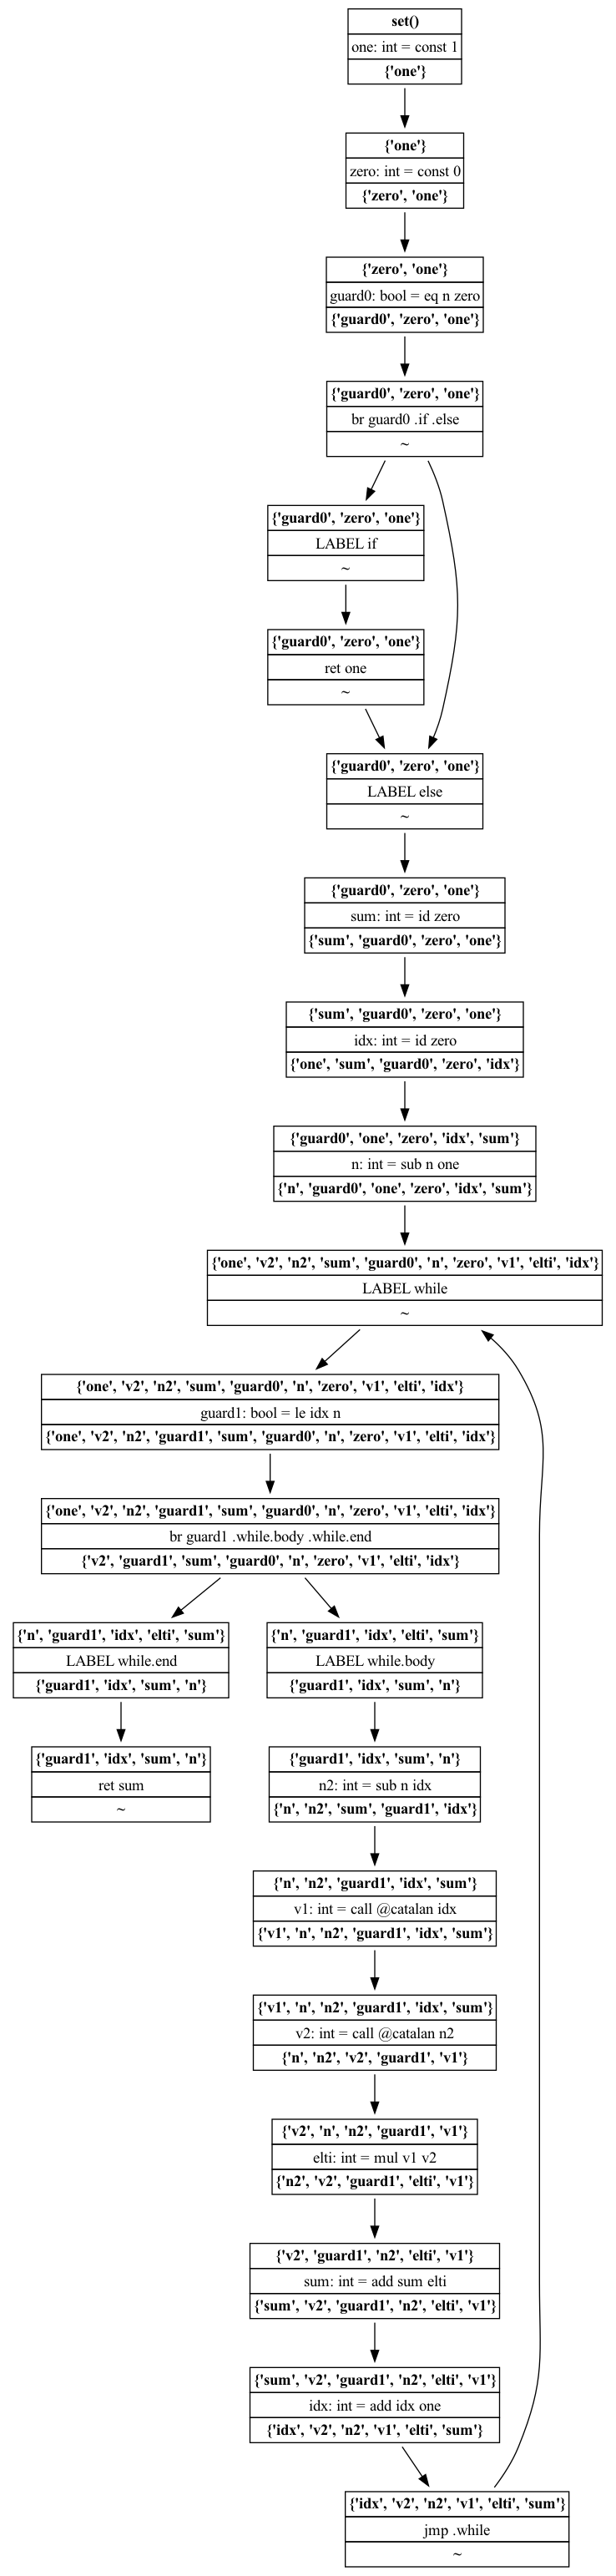 set()
one: int = const 1
{'one'}
{'one'}
zero: int = const 0
{'zero', 'one'}
{'zero', 'one'}
guard0: bool = eq n zero
{'guard0', 'zero', 'one'}
{'guard0', 'zero', 'one'}
br guard0 .if .else
~
{'guard0', 'zero', 'one'}
LABEL if
~
{'guard0', 'zero', 'one'}
ret one
~
{'guard0', 'zero', 'one'}
LABEL else
~
{'guard0', 'zero', 'one'}
sum: int = id zero
{'sum', 'guard0', 'zero', 'one'}
{'sum', 'guard0', 'zero', 'one'}
idx: int = id zero
{'one', 'sum', 'guard0', 'zero', 'idx'}
{'guard0', 'one', 'zero', 'idx', 'sum'}
n: int = sub n one
{'n', 'guard0', 'one', 'zero', 'idx', 'sum'}
{'one', 'v2', 'n2', 'sum', 'guard0', 'n', 'zero', 'v1', 'elti', 'idx'}
LABEL while
~
{'one', 'v2', 'n2', 'sum', 'guard0', 'n', 'zero', 'v1', 'elti', 'idx'}
guard1: bool = le idx n
{'one', 'v2', 'n2', 'guard1', 'sum', 'guard0', 'n', 'zero', 'v1', 'elti', 'idx'}
{'one', 'v2', 'n2', 'guard1', 'sum', 'guard0', 'n', 'zero', 'v1', 'elti', 'idx'}
br guard1 .while.body .while.end
{'v2', 'guard1', 'sum', 'guard0', 'n', 'zero', 'v1', 'elti', 'idx'}
{'n', 'guard1', 'idx', 'elti', 'sum'}
LABEL while.end
{'guard1', 'idx', 'sum', 'n'}
{'guard1', 'idx', 'sum', 'n'}
ret sum
~
{'n', 'guard1', 'idx', 'elti', 'sum'}
LABEL while.body
{'guard1', 'idx', 'sum', 'n'}
{'guard1', 'idx', 'sum', 'n'}
n2: int = sub n idx
{'n', 'n2', 'sum', 'guard1', 'idx'}
{'n', 'n2', 'guard1', 'idx', 'sum'}
v1: int = call @catalan idx
{'v1', 'n', 'n2', 'guard1', 'idx', 'sum'}
{'v1', 'n', 'n2', 'guard1', 'idx', 'sum'}
v2: int = call @catalan n2
{'n', 'n2', 'v2', 'guard1', 'v1'}
{'v2', 'n', 'n2', 'guard1', 'v1'}
elti: int = mul v1 v2
{'n2', 'v2', 'guard1', 'elti', 'v1'}
{'v2', 'guard1', 'n2', 'elti', 'v1'}
sum: int = add sum elti
{'sum', 'v2', 'guard1', 'n2', 'elti', 'v1'}
{'sum', 'v2', 'guard1', 'n2', 'elti', 'v1'}
idx: int = add idx one
{'idx', 'v2', 'n2', 'v1', 'elti', 'sum'}
{'idx', 'v2', 'n2', 'v1', 'elti', 'sum'}
jmp .while
~